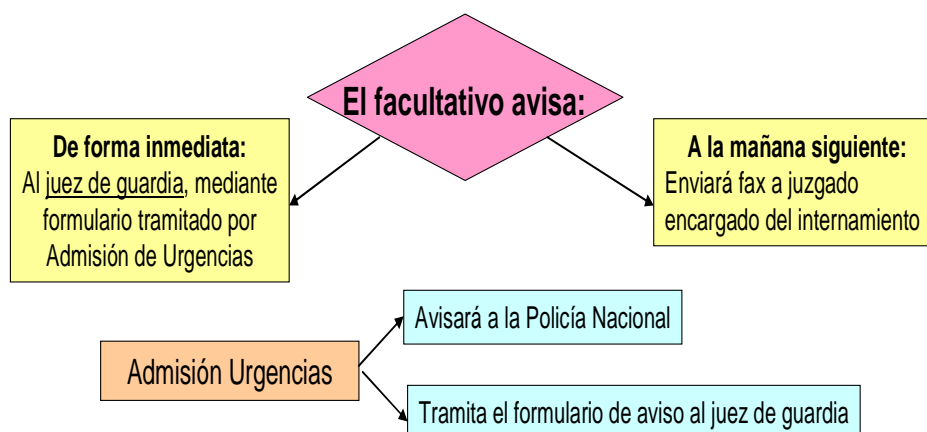 El facultativo avisa:
De forma inmediata:
Al juez de guardia, mediante
formulario tramitado por
Admisión de Urgencias
A la mañana siguiente:
Enviará fax a juzgado
encargado del internamiento
Avisará a la Policía Nacional
Admisión Urgencias
Tramita el formulario de aviso al juez de guardia